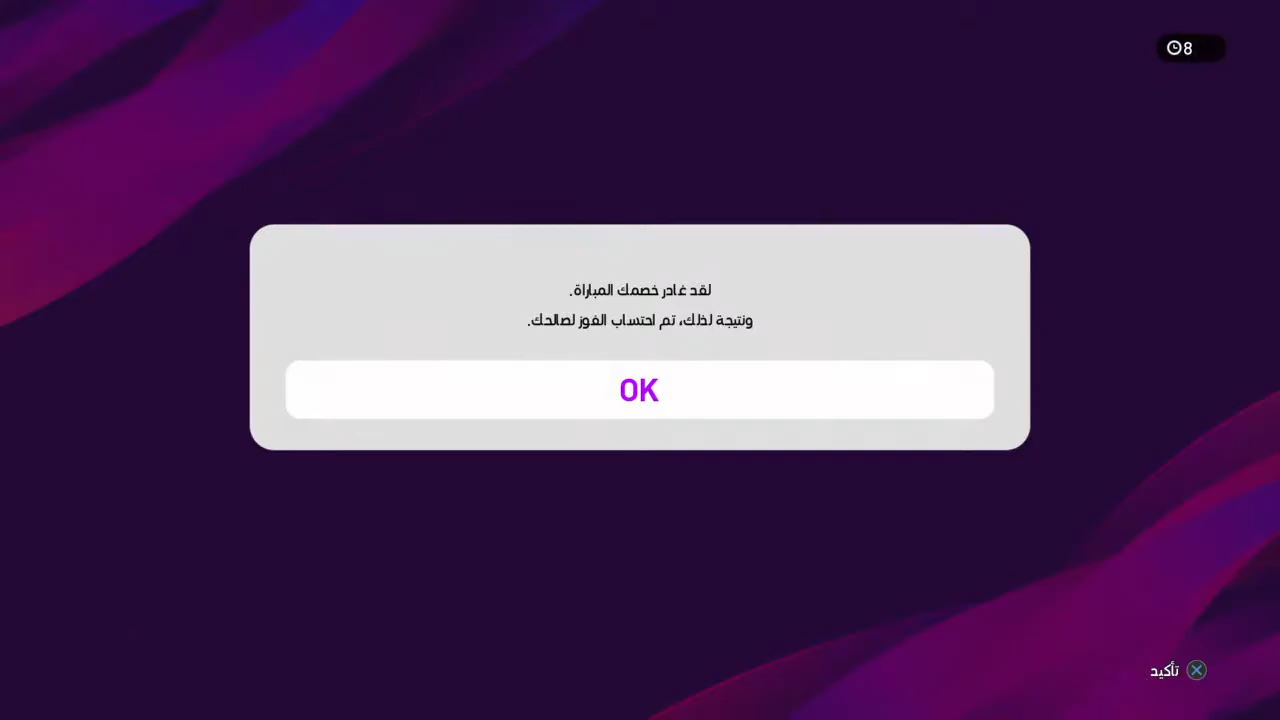 8
لقد غادر خصمك المباراة.
ونتيجة لذلك، تم احتساب الفوز لصالحك.
OK
تأكيد